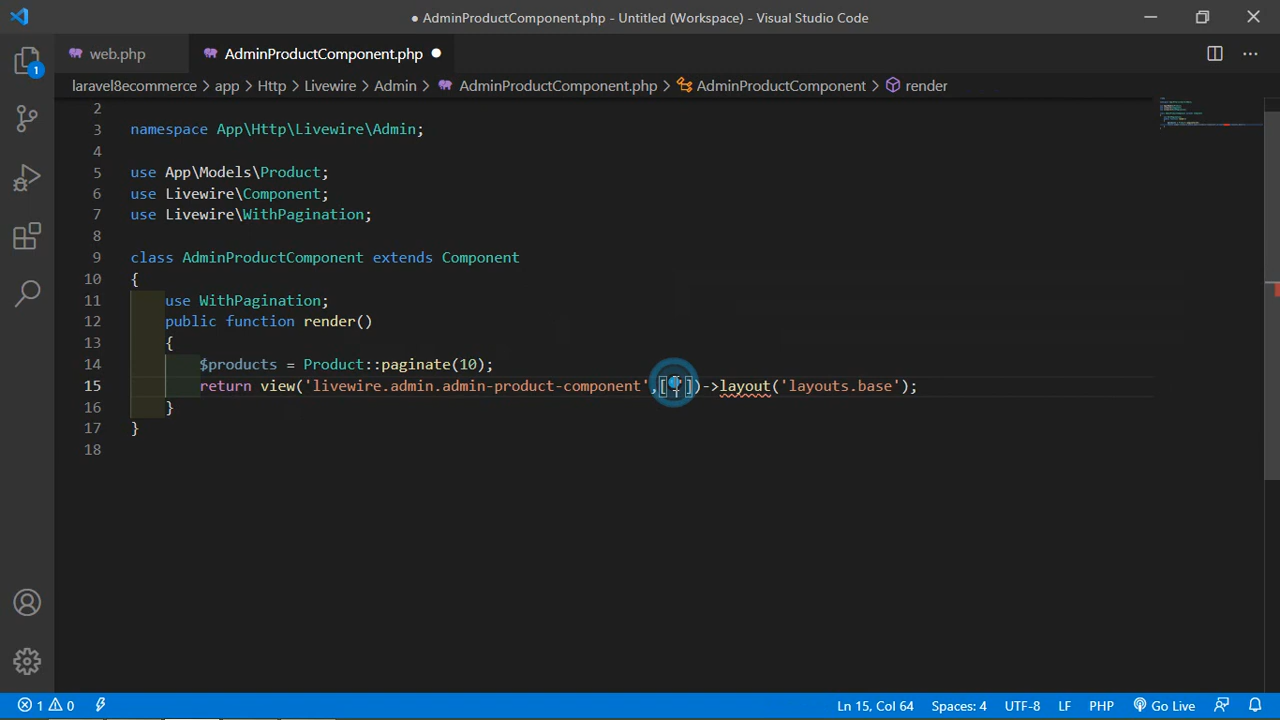 ● AdminProductComponent.php - Untitled (Workspace) - Visual Studio Code
web.php
AdminProductComponent.php ●
laravel8ecommerce > app > Http > Livewire > Admin > AdminProductComponent.php > AdminProductComponent > render
1
2
3 namespace App\Http\Livewire\Admin;
4
5 use App\Models\Product;
6 use Livewire\Component;
7 use Livewire\WithPagination;
8
9 class AdminProductComponent extends Component
10 {
11 use WithPagination;
12 public function render()
13 {
14 $products = Product::paginate(10);
15 return view('livewire.admin.admin-product-component',[''])->layout('layouts.base');
16 }
17 }
18
1 0 Ln 15, Col 64 Spaces: 4 UTF-8 LF PHP Go Live